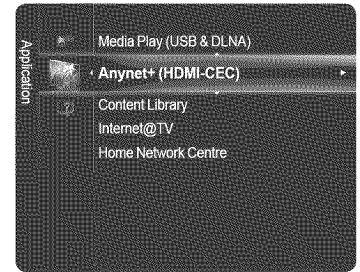 Application
Media Play (USB & DLNA)
Anynet+ (HDMI-CEC)
Content Library
Internet@TV
Home Network Centre